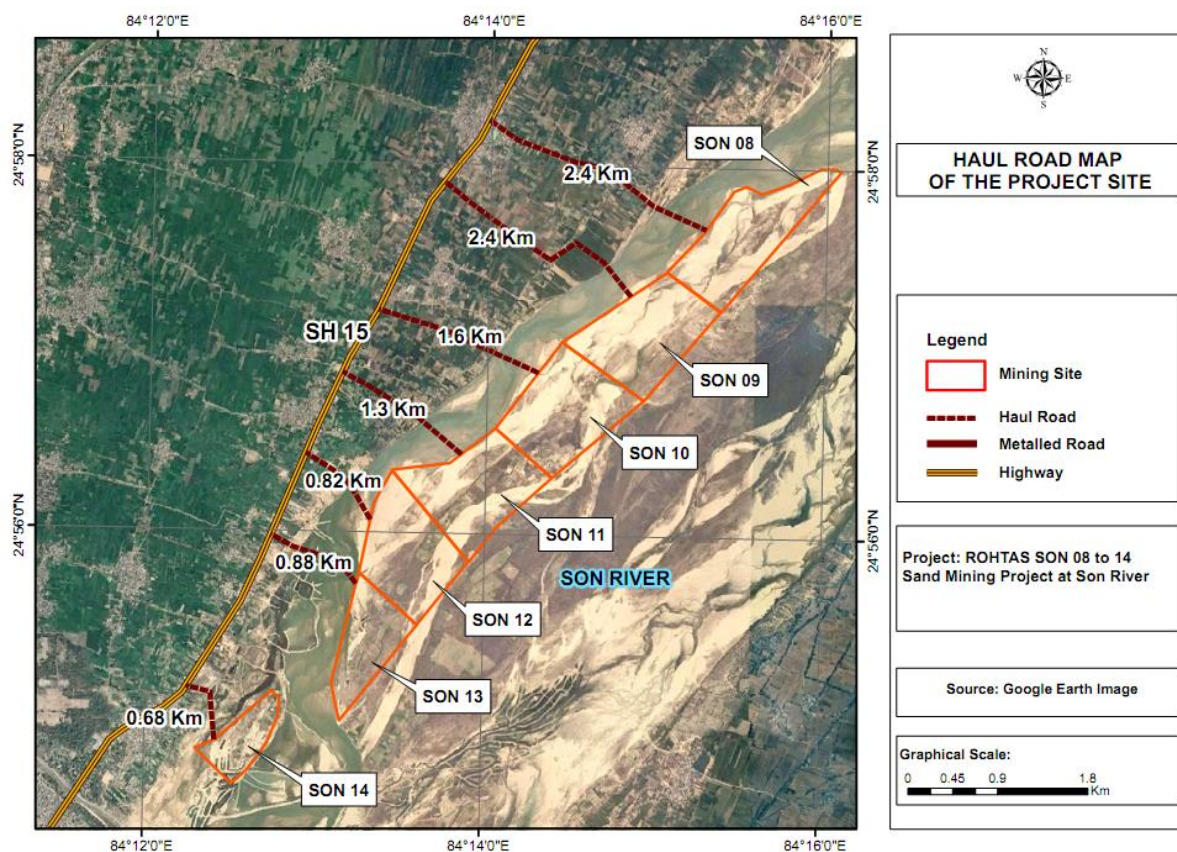 84°12'0"E
84°14'0"E
84°16'0"E
24°58'0"N
24°58'0"N
SON 08
2.4 Km
2.4 Km
SH 15
1.6 Km
SON 09
1.3 Km
SON 10
0.82 Km
SON 11
24°56'0"N
24°56'0"N
0.88 Km
SON RIVER
SON 12
SON 13
0.68 Km
SON 14
84°12'0"E
84°14'0"E
84°16'0"E
N
W E
S
HAUL ROAD MAP
OF THE PROJECT SITE
Legend
Mining Site
Haul Road
Metalled Road
Highway
Project: ROHTAS SON 08 to 14
Sand Mining Project at Son River
Source: Google Earth Image
Graphical Scale:
0 0.45 0.9 1.8
Km